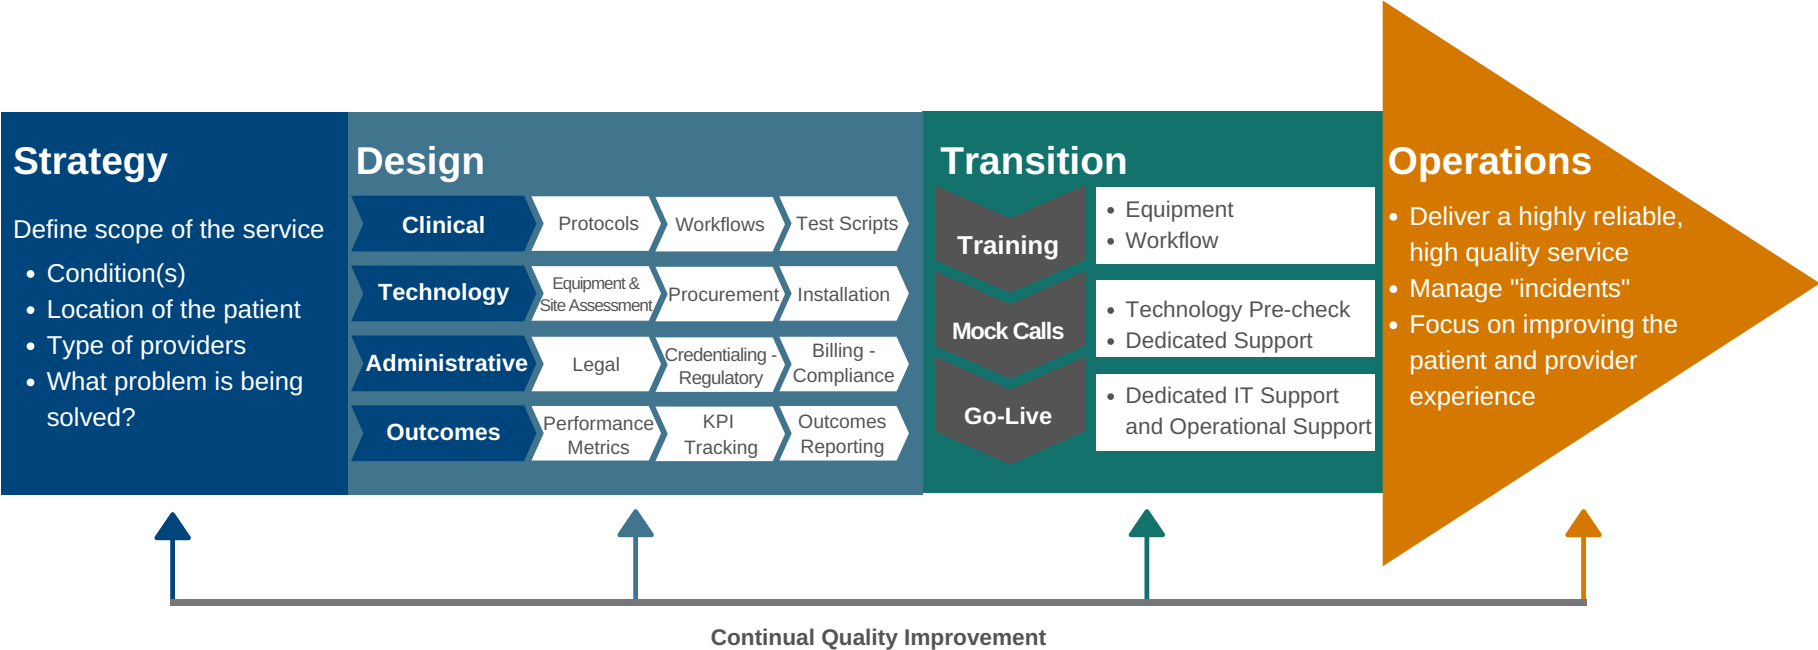 Strategy
Define scope of the service
• Condition(s)
• Location of the patient
• Type of providers
• What problem is being
solved?
Design
Clinical
Protocols
Workflows
Test Scripts
Technology
Equipment &
Site Assessment
Procurement
Installation
Administrative
Legal
Credentialing -
Regulatory
Billing -
Compliance
Outcomes
Performance
Metrics
KPI
Tracking
Outcomes
Reporting
Transition
Training
• Equipment
• Workflow
Mock Calls
• Technology Pre-check
• Dedicated Support
Go-Live
• Dedicated IT Support
and Operational Support
Operations
• Deliver a highly reliable,
high quality service
• Manage "incidents"
• Focus on improving the
patient and provider
experience
Continual Quality Improvement